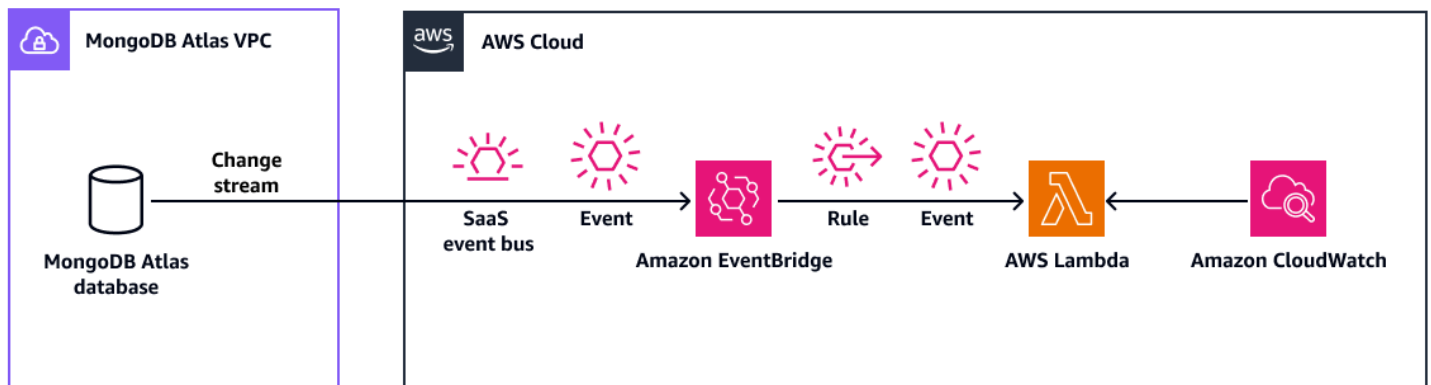 MongoDB Atlas VPC
aws
AWS Cloud
Change
stream
SaaS
event bus
Event
Rule
Event
MongoDB Atlas
database
Amazon EventBridge
AWS Lambda
Amazon CloudWatch